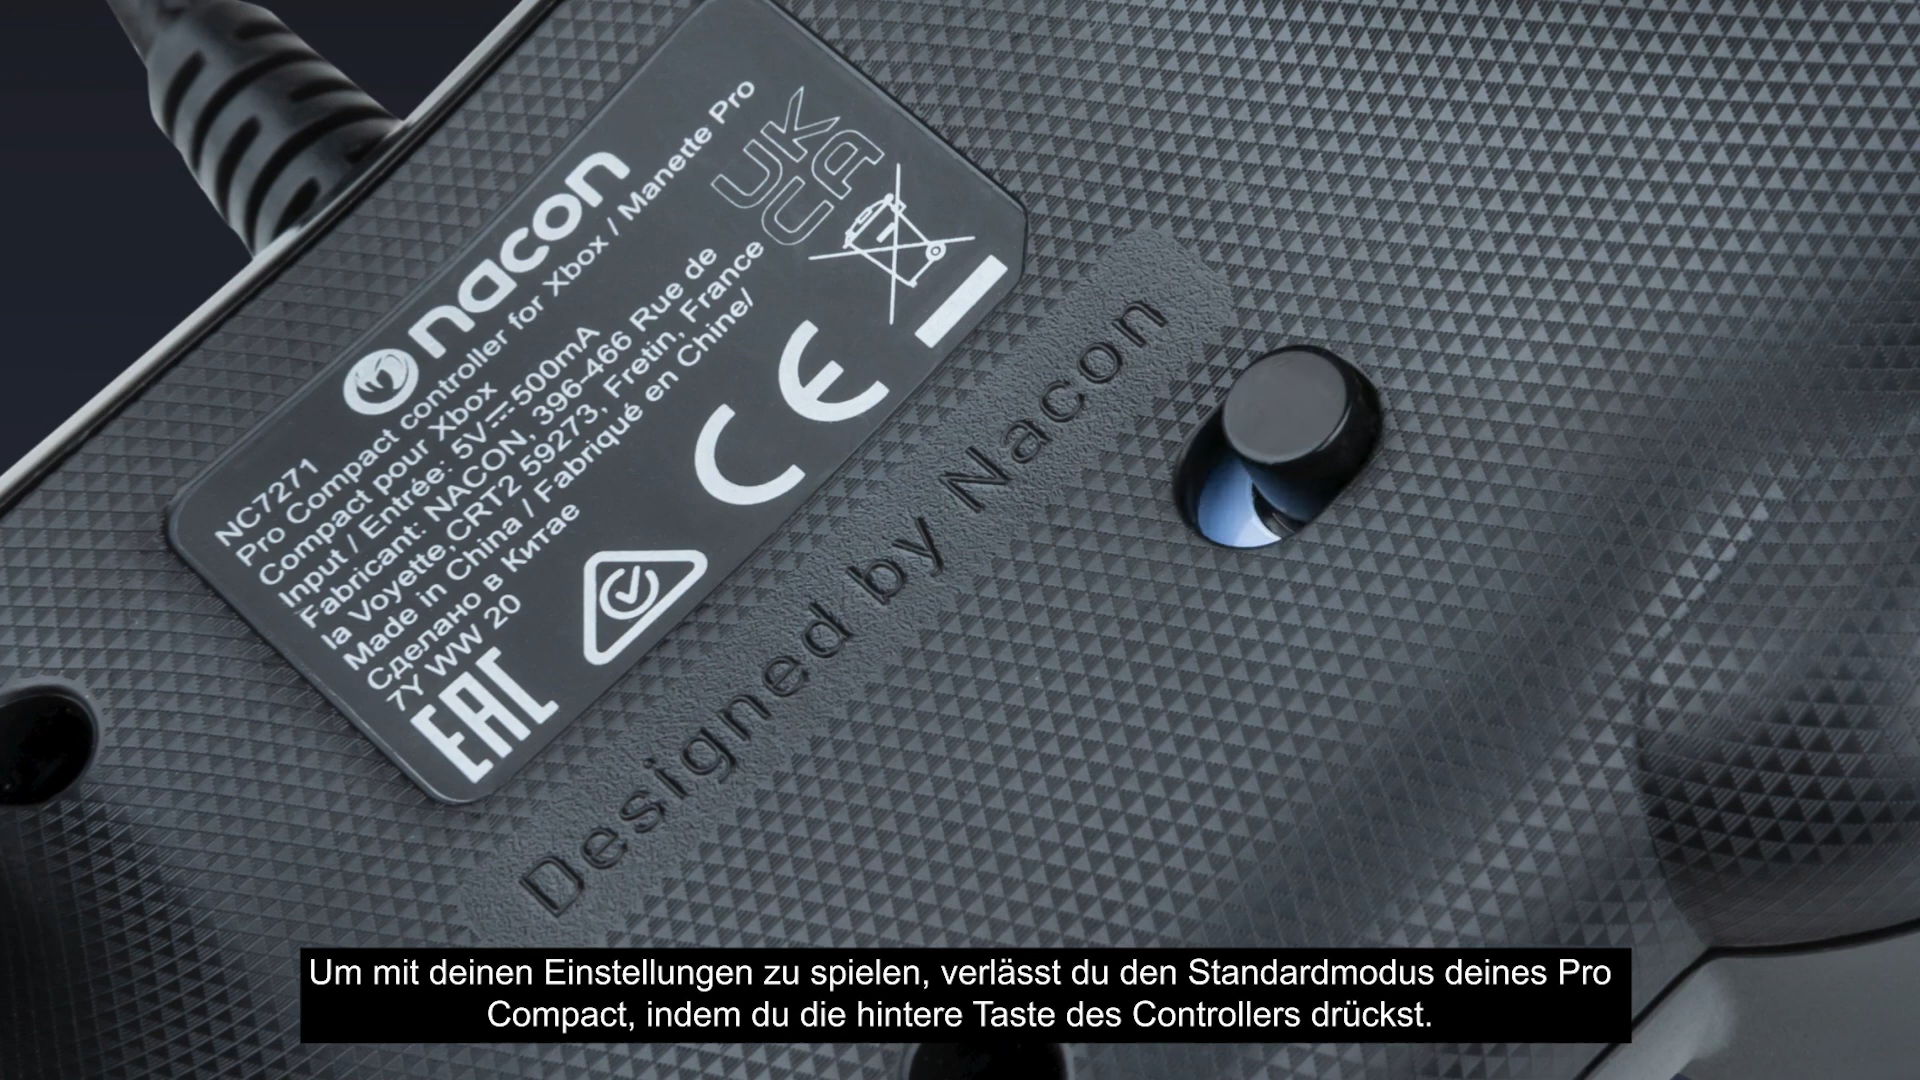 nacon
NC7271
Pro Compact controller for Xbox / Manette Pro
Compact pour Xbox
Input / Entrée: 5V⎓500mA
Fabricant: NACON, 396-466 Rue de
la Voyette, CRT2 59273, Fretin, France
Made in China / Fabriqué en Chine/
Сделано в Китае
7Y WW 20
UK
CA
CE
EAC
Designed by Nacon
Um mit deinen Einstellungen zu spielen, verlässt du den Standardmodus deines Pro
Compact, indem du die hintere Taste des Controllers drückst.